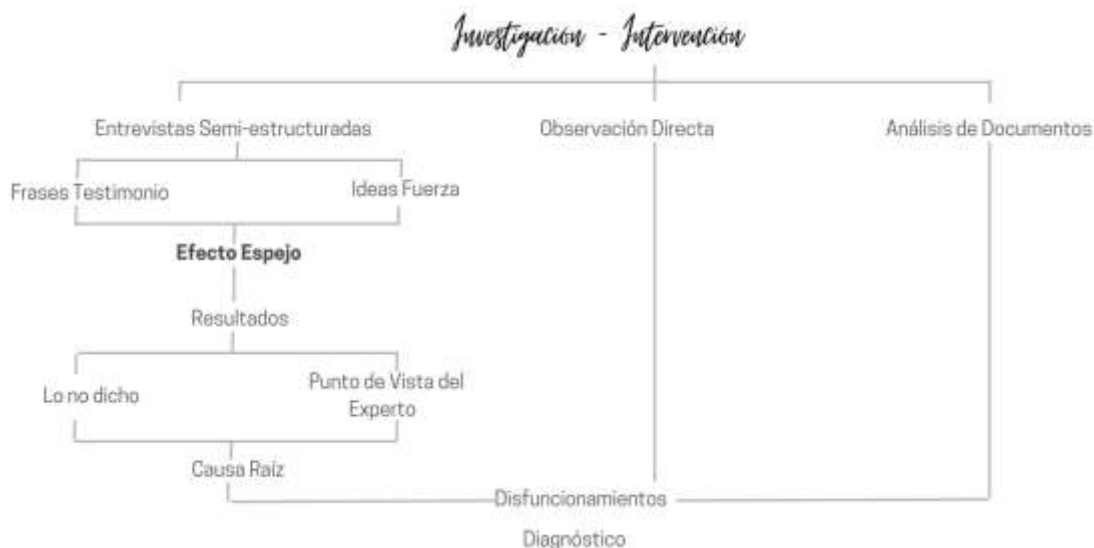 Investigación - Intervención
Entrevistas Semi-estructuradas
Observación Directa
Análisis de Documentos
Frases Testimonio
Ideas Fuerza
Efecto Espejo
Resultados
Lo no dicho
Punto de Vista del
Experto
Causa Raíz
Disfuncionamientos
Diagnóstico